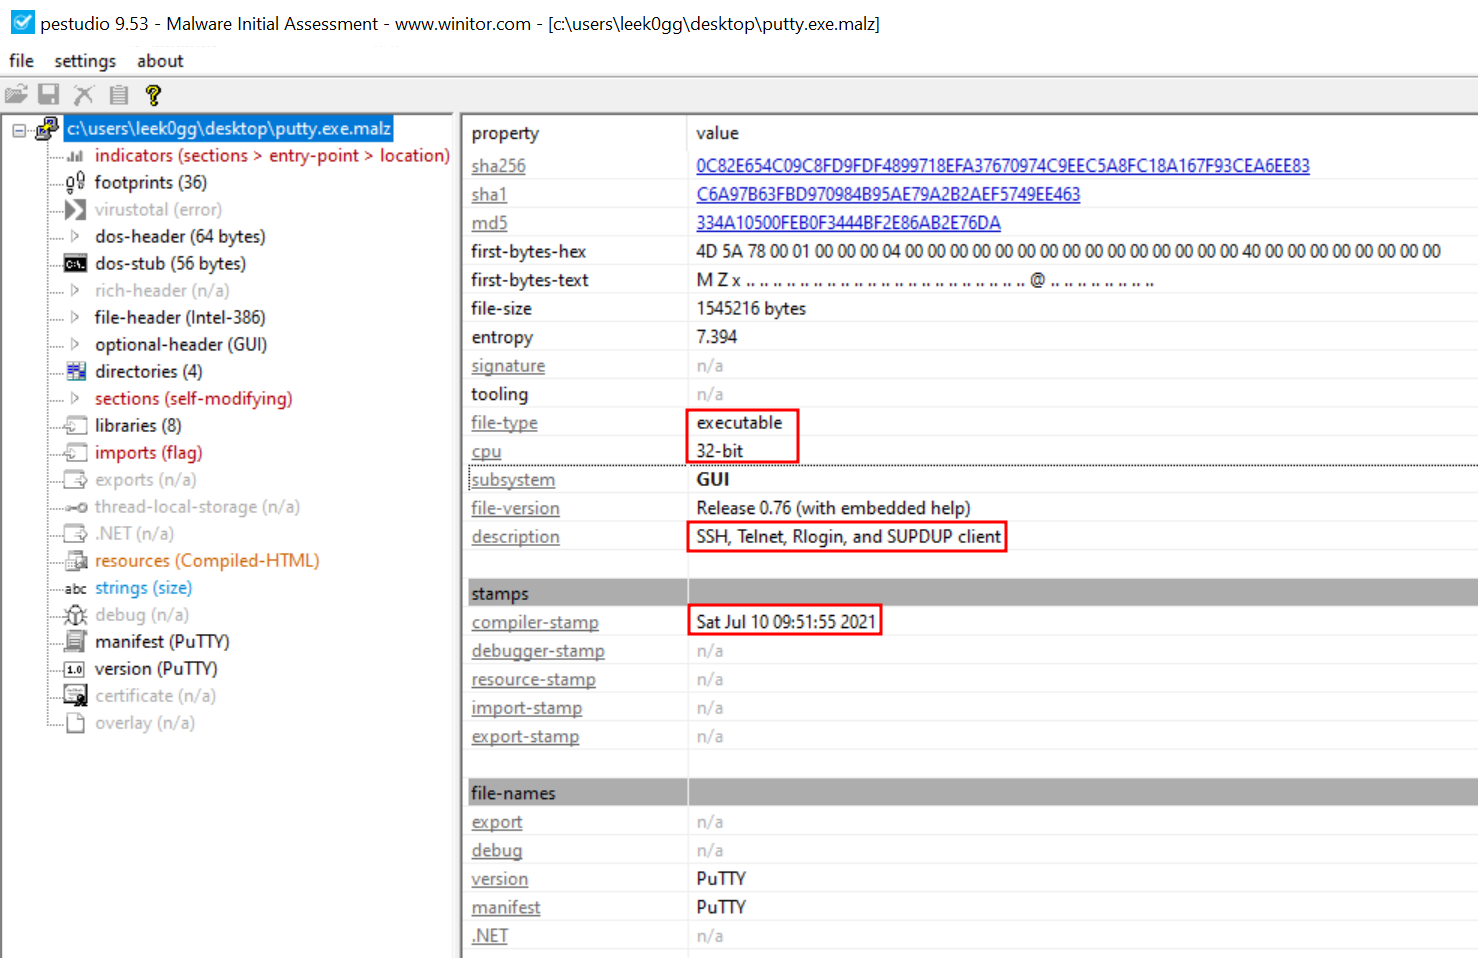 pestudio 9.53 - Malware Initial Assessment - www.winitor.com - [c:\users\leek0gg\desktop\putty.exe.malz]
file settings about
c:\users\leek0gg\desktop\putty.exe.malz
indicators (sections > entry-point > location)
footprints (36)
virustotal (error)
dos-header (64 bytes)
dos-stub (56 bytes)
rich-header (n/a)
file-header (Intel-386)
optional-header (GUI)
directories (4)
sections (self-modifying)
libraries (8)
imports (flag)
exports (n/a)
thread-local-storage (n/a)
.NET (n/a)
resources (Compiled-HTML)
abc strings (size)
debug (n/a)
manifest (PuTTY)
1.0 version (PuTTY)
certificate (n/a)
overlay (n/a)
property value
sha256 0C82E654C09C8FD9FDF4899718EFA37670974C9EEC5A8FC18A167F93CEA6EE83
sha1 C6A97B63FBD970984B95AE79A2B2AEF5749EE463
md5 334A10500FEB0F3444BF2E86AB2E76DA
first-bytes-hex 4D 5A 78 00 01 00 00 00 04 00 00 00 00 00 00 00 00 00 00 00 00 00 00 00 40 00 00 00 00 00 00 00
first-bytes-text M Z x .. .. .. .. .. .. .. .. .. .. .. .. .. .. .. .. .. .. .. .. .. @ .. .. .. .. .. .. .. ..
file-size 1545216 bytes
entropy 7.394
signature n/a
tooling n/a
file-type executable
cpu 32-bit
subsystem GUI
file-version Release 0.76 (with embedded help)
description SSH, Telnet, Rlogin, and SUPDUP client
stamps
compiler-stamp Sat Jul 10 09:51:55 2021
debugger-stamp n/a
resource-stamp n/a
import-stamp n/a
export-stamp n/a
file-names
export n/a
debug n/a
version PuTTY
manifest PuTTY
.NET n/a